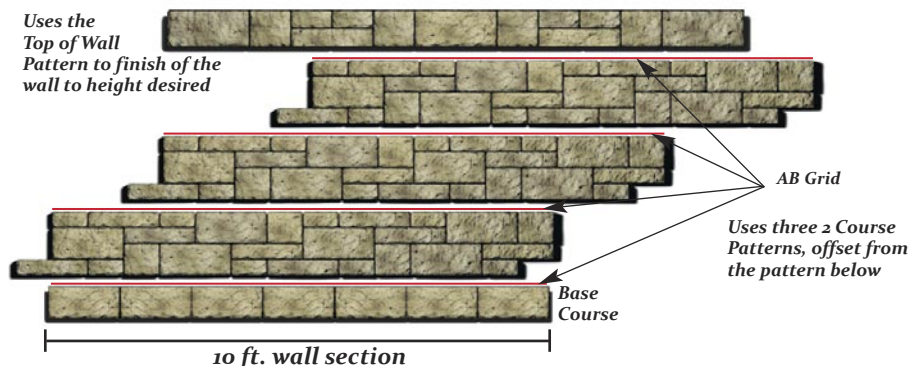 Uses the
Top of Wall
Pattern to finish of the
wall to height desired
AB Grid
Uses three 2 Course
Patterns, offset from
the pattern below
Base
Course
10 ft. wall section